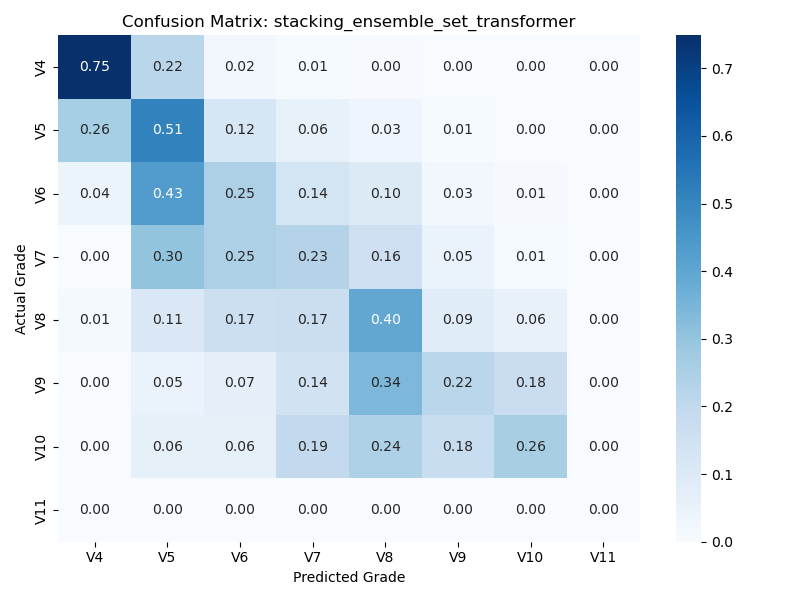 Confusion Matrix: stacking_ensemble_set_transformer
Actual Grade
V4 0.75 0.22 0.02 0.01 0.00 0.00 0.00 0.00
V5 0.26 0.51 0.12 0.06 0.03 0.01 0.00 0.00
V6 0.04 0.43 0.25 0.14 0.10 0.03 0.01 0.00
V7 0.00 0.30 0.25 0.23 0.16 0.05 0.01 0.00
V8 0.01 0.11 0.17 0.17 0.40 0.09 0.06 0.00
V9 0.00 0.05 0.07 0.14 0.34 0.22 0.18 0.00
V10 0.00 0.06 0.06 0.19 0.24 0.18 0.26 0.00
V11 0.00 0.00 0.00 0.00 0.00 0.00 0.00 0.00
V4 V5 V6 V7 V8 V9 V10 V11
Predicted Grade
0.7
0.6
0.5
0.4
0.3
0.2
0.1
0.0